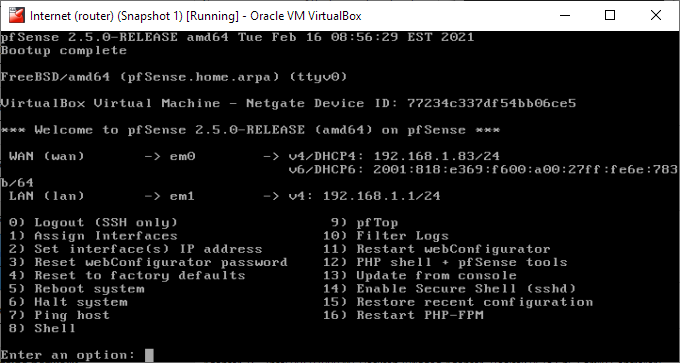 Internet (router) (Snapshot 1) [Running] - Oracle VM VirtualBox
pfSense 2.5.0-RELEASE amd64 Tue Feb 16 08:56:29 EST 2021
Bootup complete
FreeBSD/amd64 (pfSense.home.arpa) (ttyv0)
VirtualBox Virtual Machine - Netgate Device ID: 77234c337df54bb06ce5
*** Welcome to pfSense 2.5.0-RELEASE (amd64) on pfSense ***
WAN (wan) -> em0 -> v4/DHCP4: 192.168.1.83/24
v6/DHCP6: 2001:818:e369:f600:a00:27ff:fe6e:783
b/64
LAN (lan) -> em1 -> v4: 192.168.1.1/24
0) Logout (SSH only) 9) pfTop
1) Assign Interfaces 10) Filter Logs
2) Set interface(s) IP address 11) Restart webConfigurator
3) Reset webConfigurator password 12) PHP shell + pfSense tools
4) Reset to factory defaults 13) Update from console
5) Reboot system 14) Enable Secure Shell (sshd)
6) Halt system 15) Restore recent configuration
7) Ping host 16) Restart PHP-FPM
8) Shell
Enter an option: